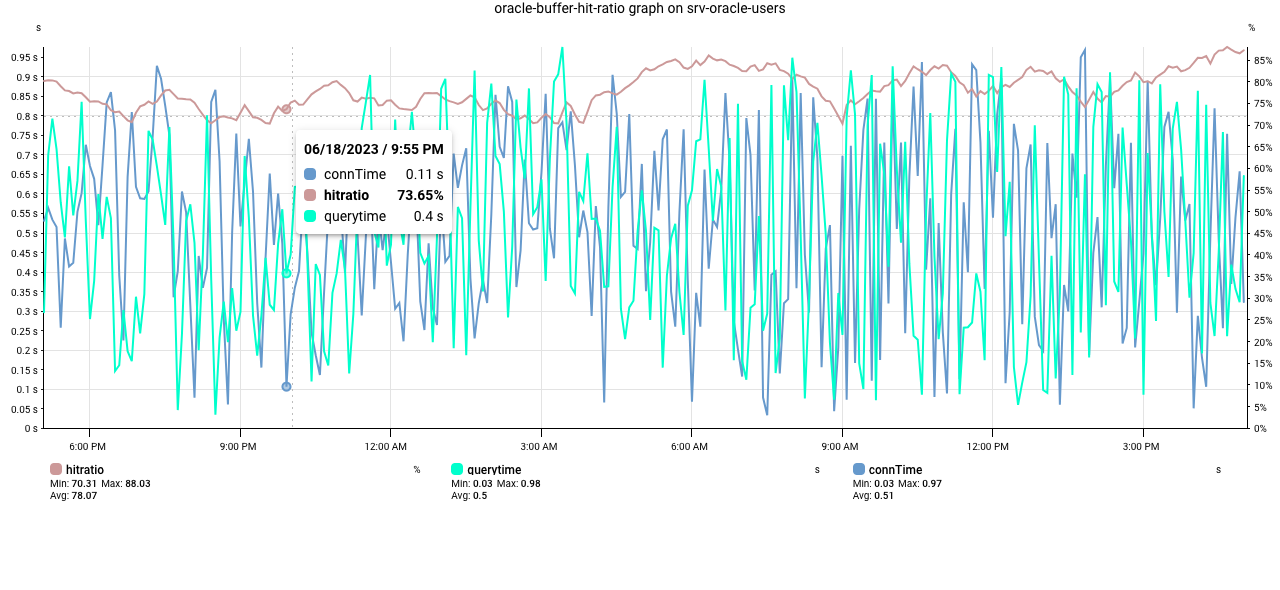 oracle-buffer-hit-ratio graph on srv-oracle-users
s
%
0.95 s
0.9 s
0.85 s
0.8 s
0.75 s
0.7 s
0.65 s
0.6 s
0.55 s
0.5 s
0.45 s
0.4 s
0.35 s
0.3 s
0.25 s
0.2 s
0.15 s
0.1 s
0.05 s
0 s
85%
80%
75%
70%
65%
60%
55%
50%
45%
40%
35%
30%
25%
20%
15%
10%
5%
0%
06/18/2023 / 9:55 PM
connTime 0.11 s
hitratio 73.65%
querytime 0.4 s
6:00 PM 9:00 PM 12:00 AM 3:00 AM 6:00 AM 9:00 AM 12:00 PM 3:00 PM
hitratio %
Min: 70.31 Max: 88.03
Avg: 78.07
querytime s
Min: 0.03 Max: 0.98
Avg: 0.5
connTime s
Min: 0.03 Max: 0.97
Avg: 0.51